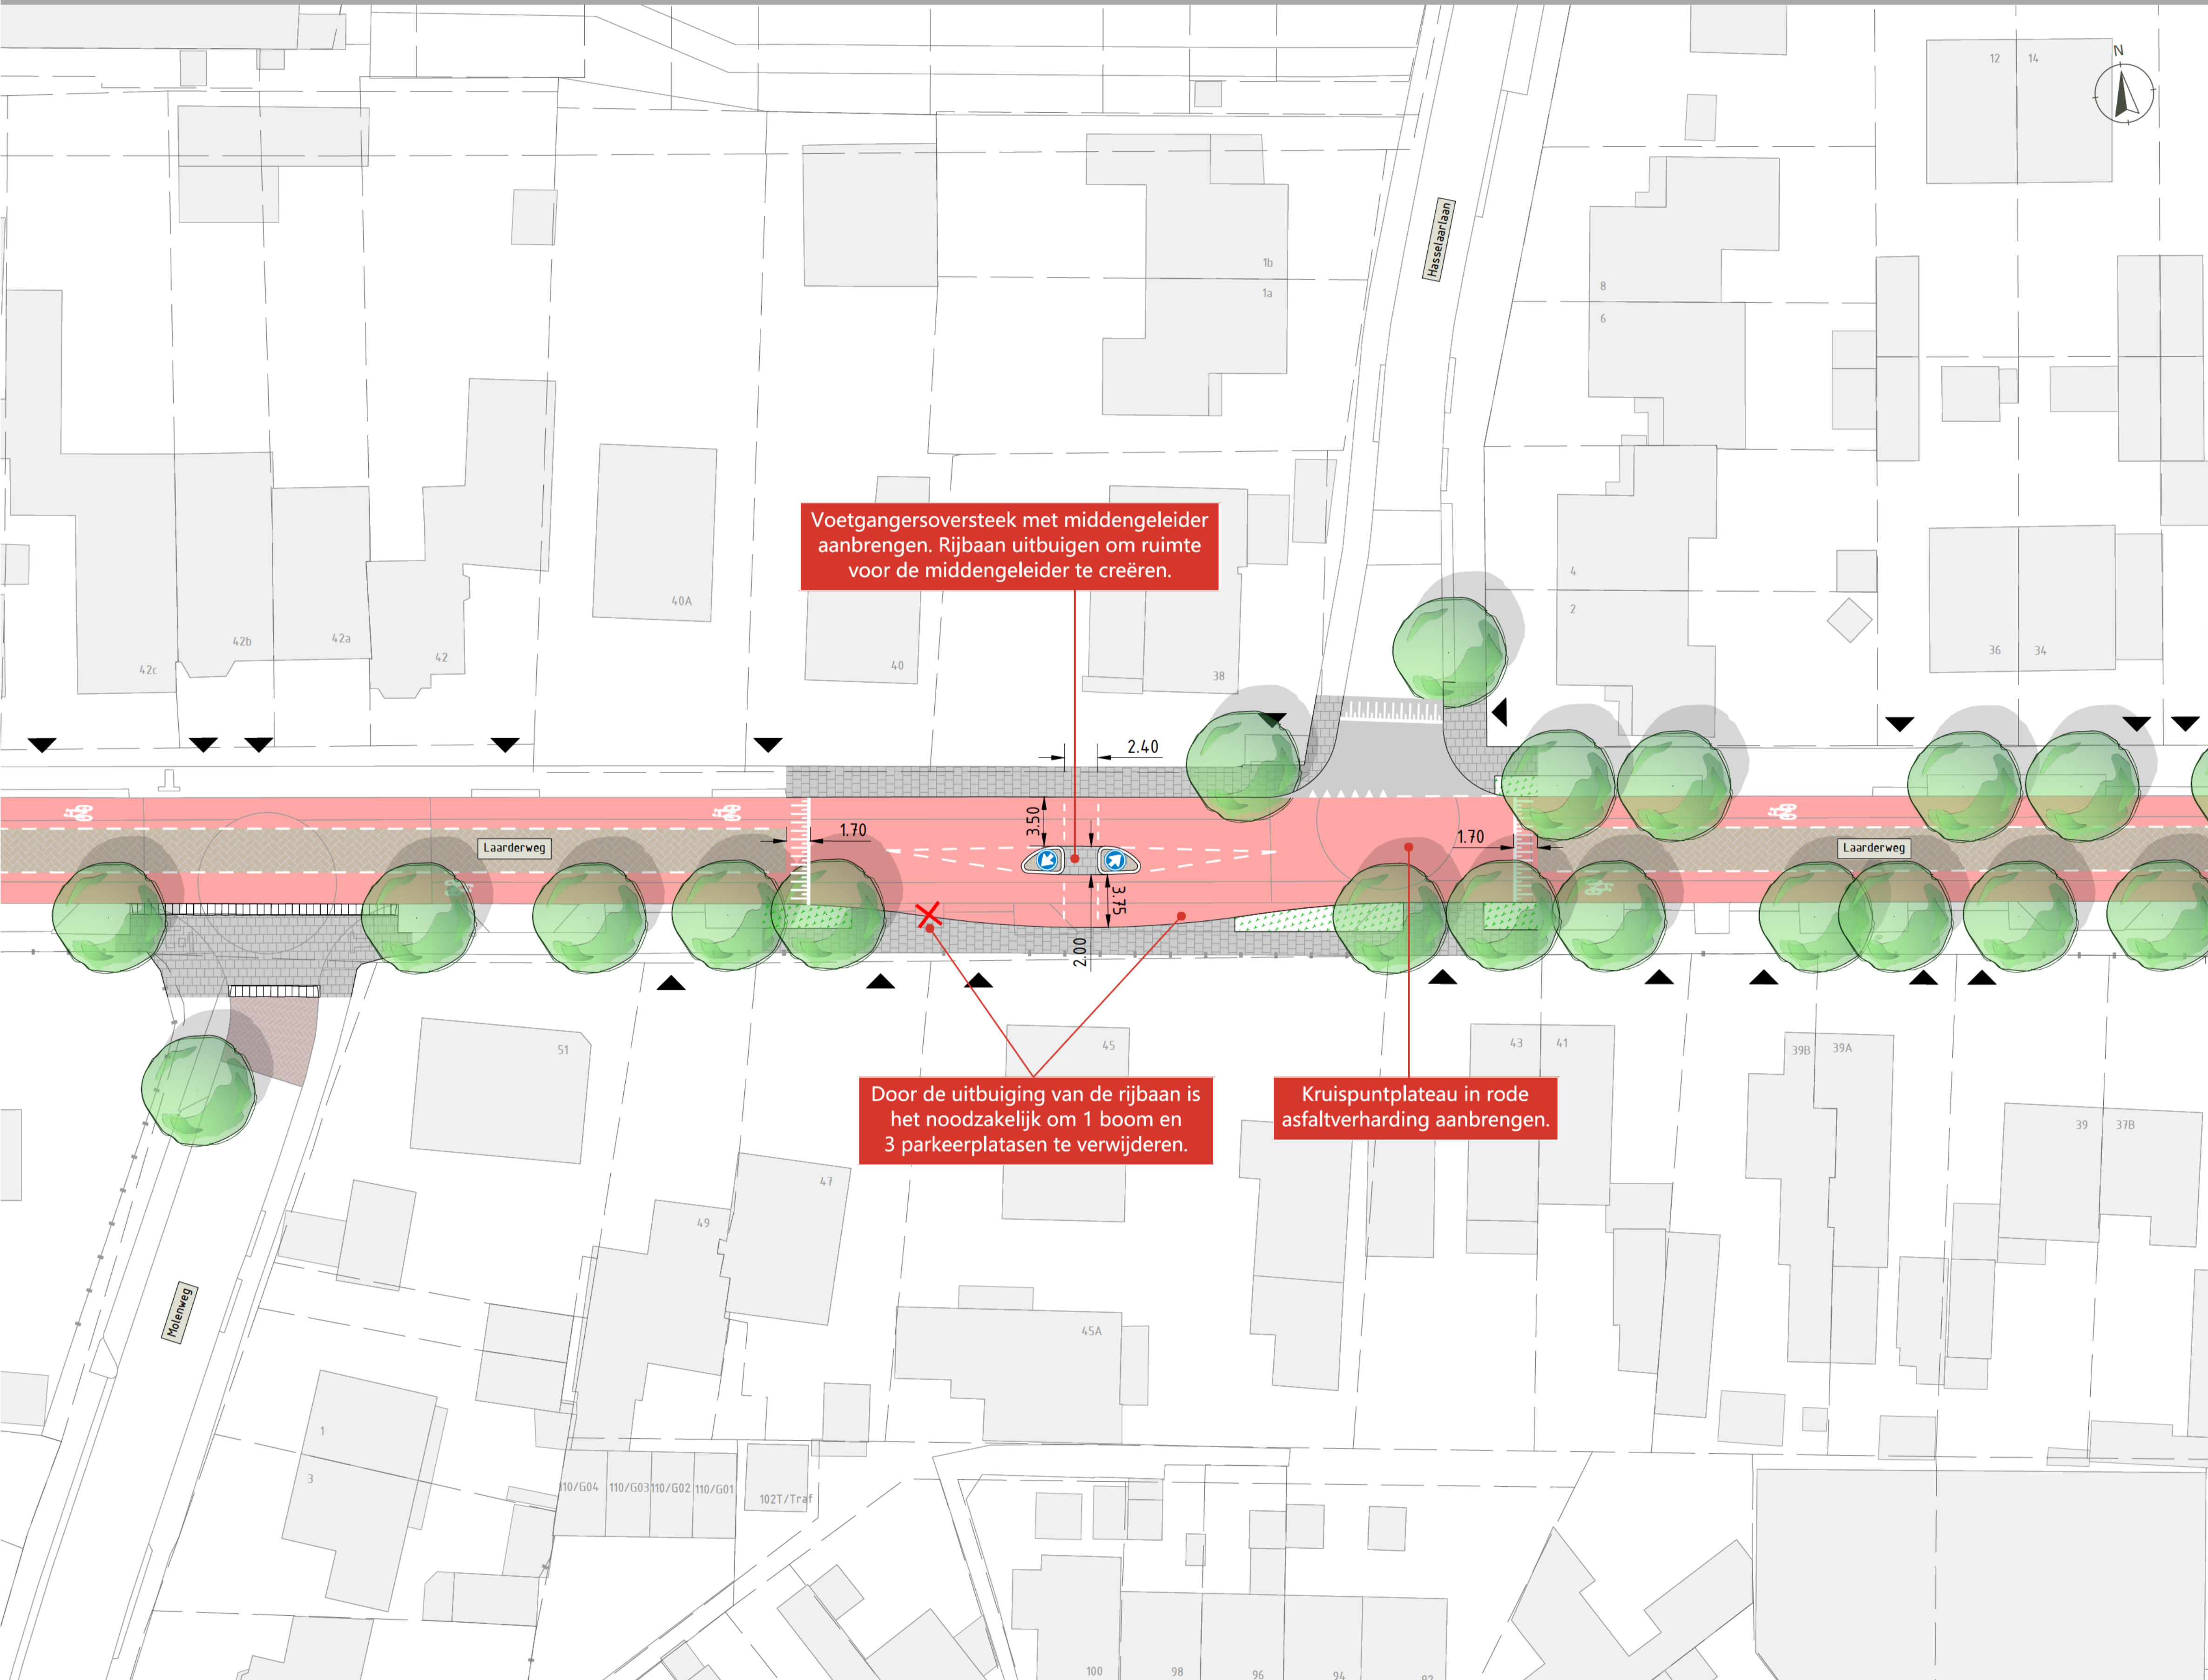 N
12
14
Hasselaarlaan
1b
1a
8
6
Voetgangersoversteek met middengeleider
aanbrengen. Rijbaan uitbuigen om ruimte
voor de middengeleider te creëren.
4
2
40A
42c
42b
42a
42
40
38
36
34
2.40
3.50
1.70
1.70
Laarderweg
Laarderweg
3.75
2.00
51
45
43
41
39B
39A
Door de uitbuiging van de rijbaan is
het noodzakelijk om 1 boom en
3 parkeerplatasen te verwijderen.
Kruispuntplateau in rode
asfaltverharding aanbrengen.
39
37B
47
49
Molenweg
45A
1
3
110/G04
110/G03
110/G02
110/G01
102T/Traf
100
98
96
94
92